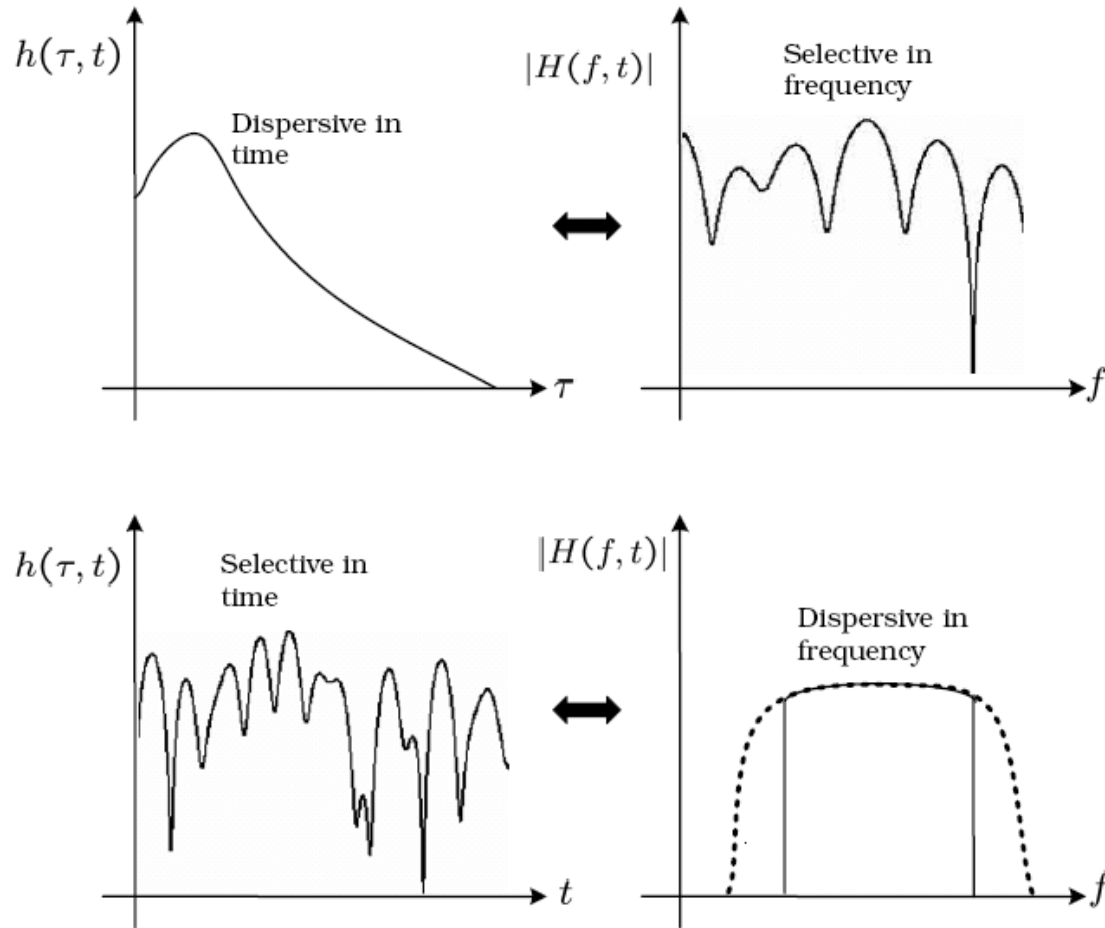 h(τ, t)
Dispersive in
time
τ
|H(f, t)|
Selective in
frequency
f
h(τ, t)
Selective in
time
t
|H(f, t)|
Dispersive in
frequency
f